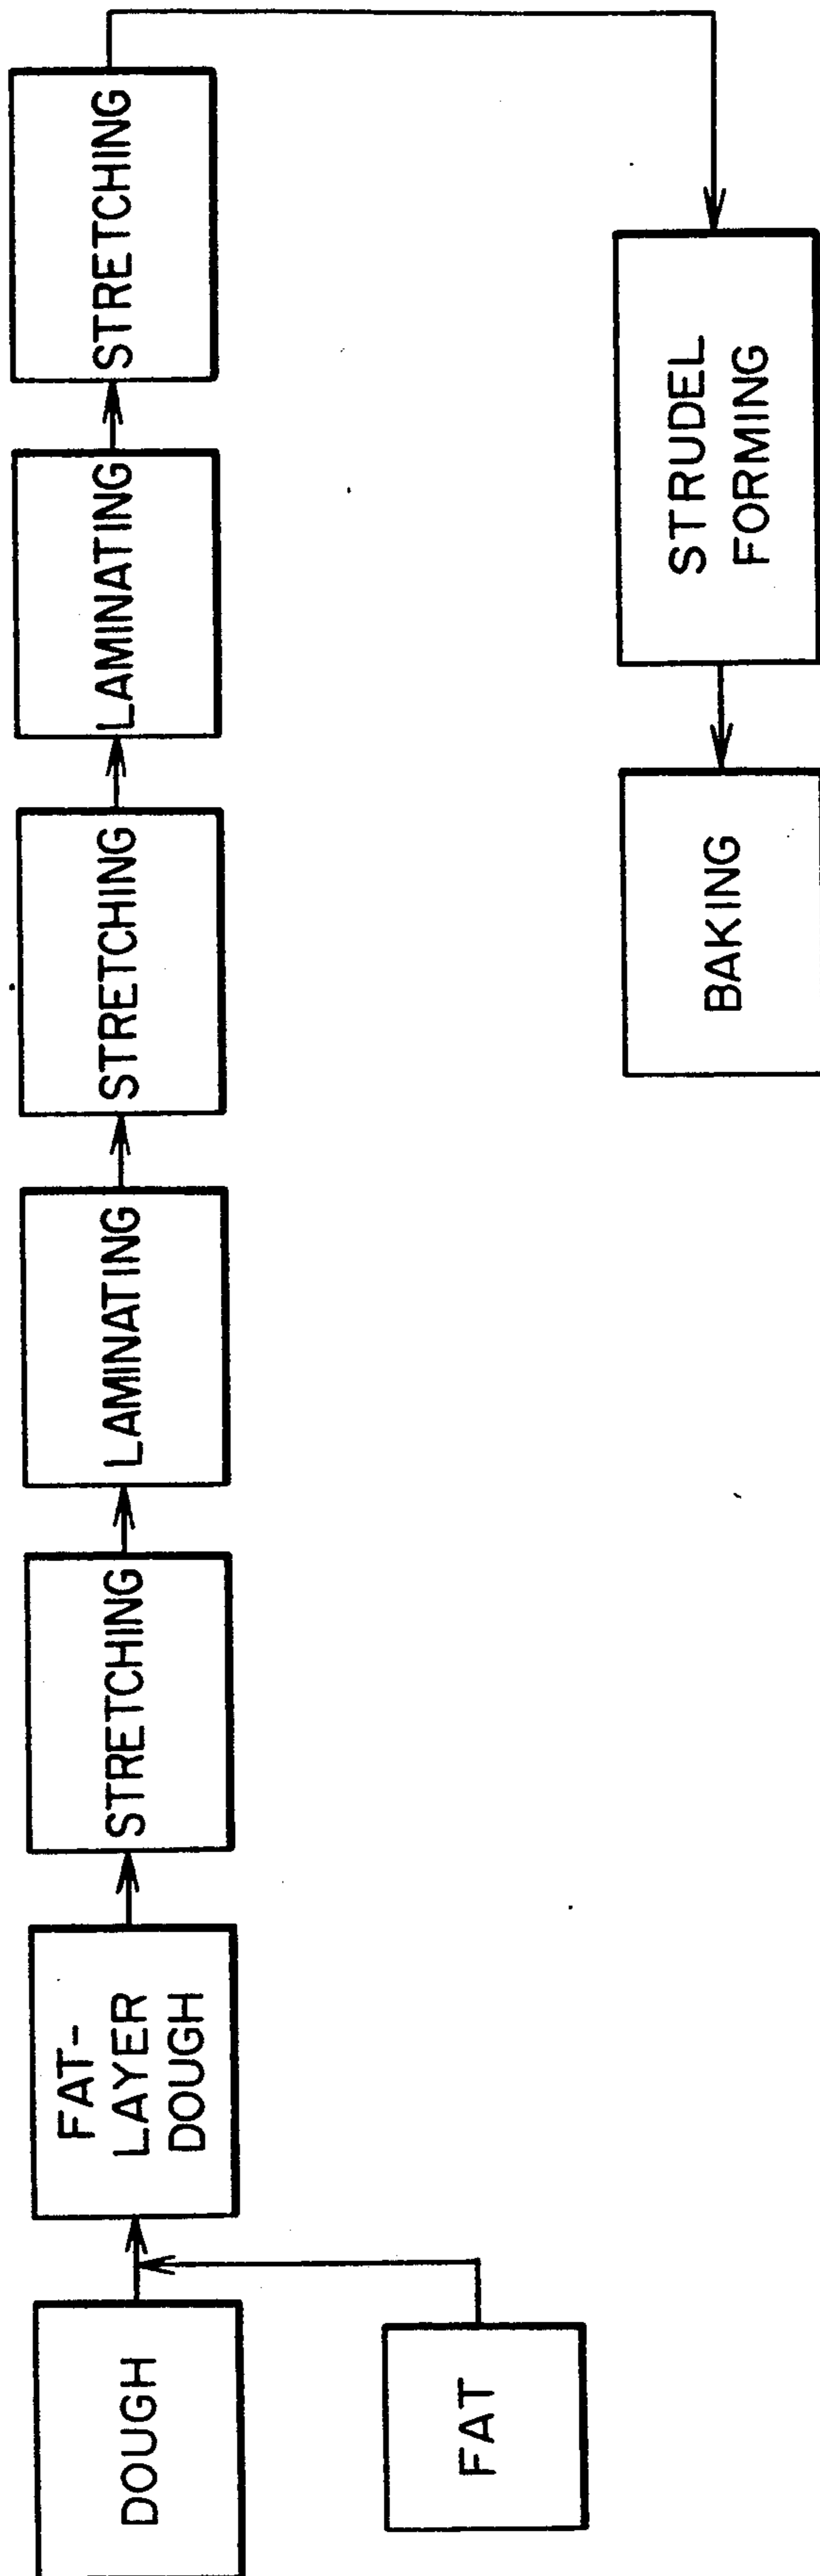 DOUGH
FAT
FAT-
LAYER
DOUGH
STRETCHING
LAMINATING
STRETCHING
LAMINATING
STRETCHING
STRUDEL
FORMING
BAKING